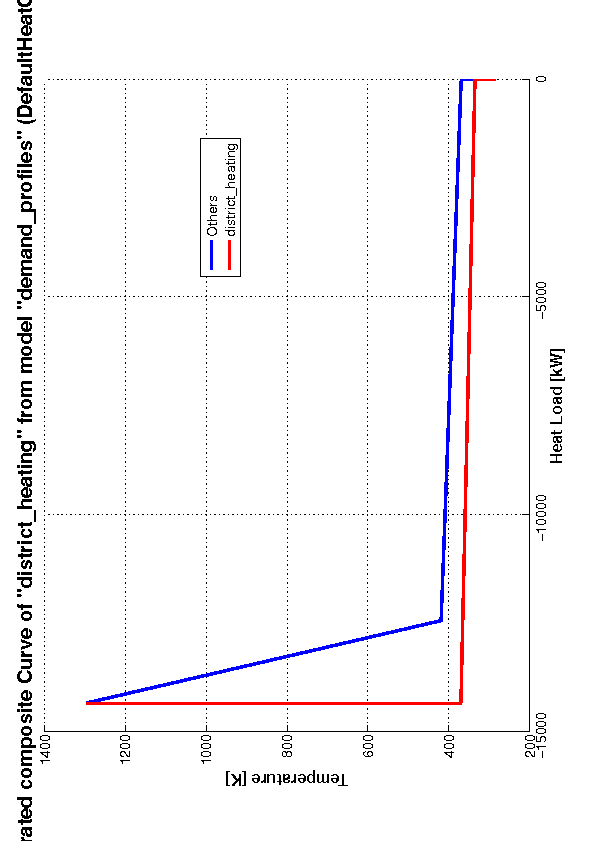 rated composite Curve of "district_heating" from model "demand_profiles" (DefaultHeatC
Others
district_heating
Temperature [K]
1400
1200
1000
800
600
400
200
−15000
−10000
−5000
0
Heat Load [kW]